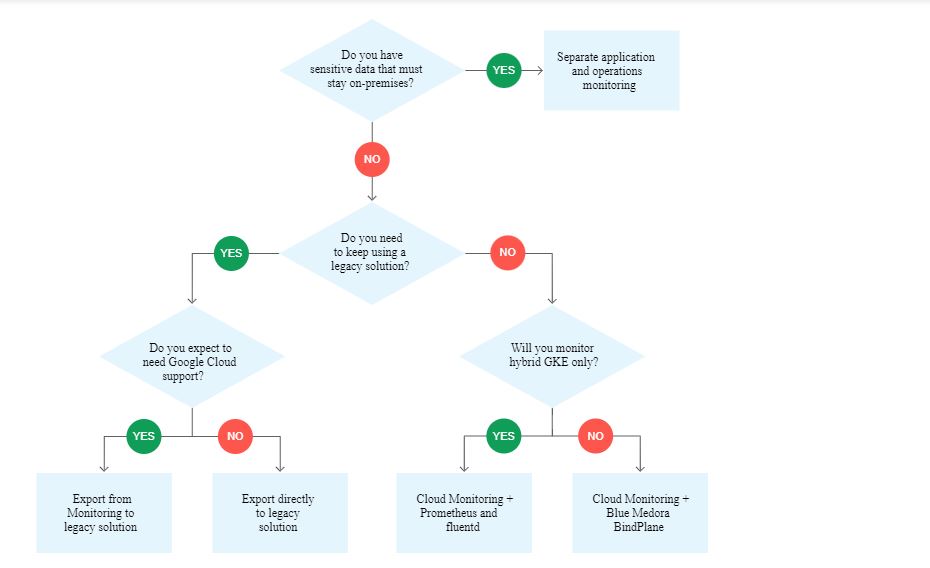 Do you have
sensitive data that must
stay on-premises?
YES
Separate application
and operations
monitoring
NO
Do you need
to keep using a
legacy solution?
YES
NO
Do you expect to
need Google Cloud
support?
Will you monitor
hybrid GKE only?
YES
NO
YES
NO
Export from
Monitoring to
legacy solution
Export directly
to legacy
solution
Cloud Monitoring +
Prometheus and
fluentd
Cloud Monitoring +
Blue Medora
BindPlane